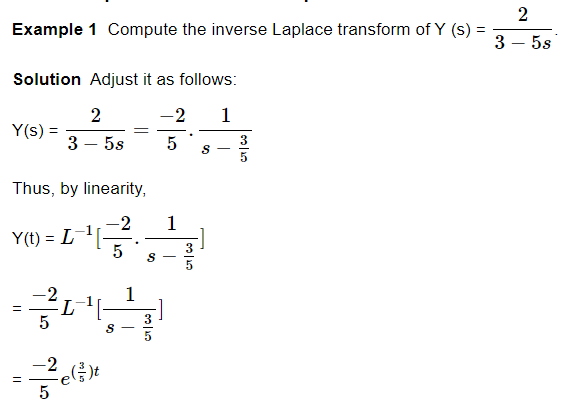 Example 1 Compute the inverse Laplace transform of Y (s) = \frac{2}{3 - 5s}.
Solution Adjust it as follows:
Y(s) = \frac{2}{3 - 5s} = \frac{-2}{5} . \frac{1}{s - \frac{3}{5}}
Thus, by linearity,
Y(t) = L^{-1}[\frac{-2}{5} . \frac{1}{s - \frac{3}{5}}]
= \frac{-2}{5} L^{-1}[\frac{1}{s - \frac{3}{5}}]
= \frac{-2}{5} e^{(\frac{3}{5})t}